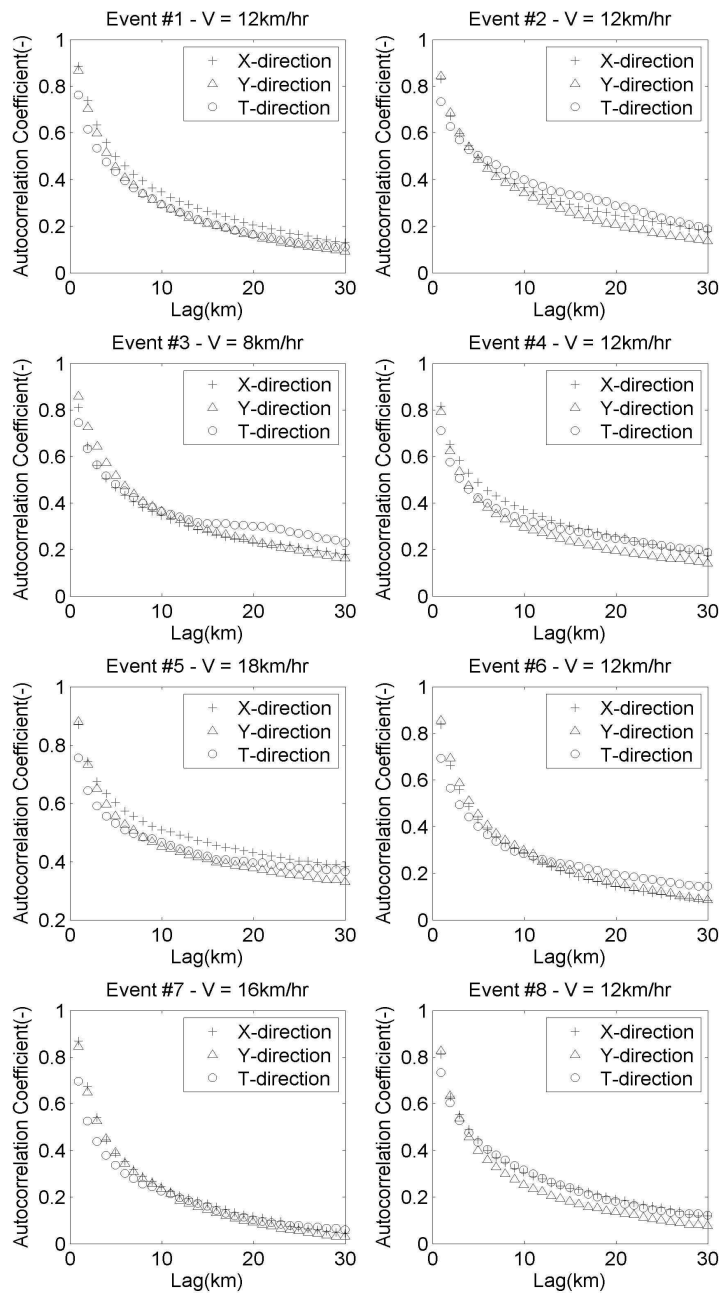 Event #1 - V = 12km/hr
Autocorrelation Coefficient(-)
1
0.8
0.6
0.4
0.2
0
X-direction
Y-direction
T-direction
0 10 20 30
Lag(km)
Event #2 - V = 12km/hr
Autocorrelation Coefficient(-)
1
0.8
0.6
0.4
0.2
0
X-direction
Y-direction
T-direction
0 10 20 30
Lag(km)
Event #3 - V = 8km/hr
Autocorrelation Coefficient(-)
1
0.8
0.6
0.4
0.2
0
X-direction
Y-direction
T-direction
0 10 20 30
Lag(km)
Event #4 - V = 12km/hr
Autocorrelation Coefficient(-)
1
0.8
0.6
0.4
0.2
0
X-direction
Y-direction
T-direction
0 10 20 30
Lag(km)
Event #5 - V = 18km/hr
Autocorrelation Coefficient(-)
1
0.8
0.6
0.4
0.2
X-direction
Y-direction
T-direction
0 10 20 30
Lag(km)
Event #6 - V = 12km/hr
Autocorrelation Coefficient(-)
1
0.8
0.6
0.4
0.2
0
X-direction
Y-direction
T-direction
0 10 20 30
Lag(km)
Event #7 - V = 16km/hr
Autocorrelation Coefficient(-)
1
0.8
0.6
0.4
0.2
0
X-direction
Y-direction
T-direction
0 10 20 30
Lag(km)
Event #8 - V = 12km/hr
Autocorrelation Coefficient(-)
1
0.8
0.6
0.4
0.2
0
X-direction
Y-direction
T-direction
0 10 20 30
Lag(km)